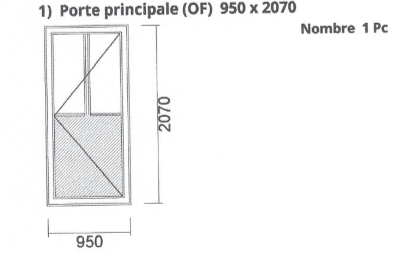 1) Porte principale (OF) 950 x 2070
Nombre 1 Pc
2070
950